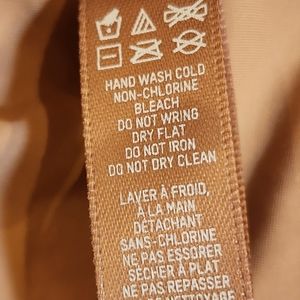 HAND WASH COLD
NON-CHLORINE
BLEACH
DO NOT WRING
DRY FLAT
DO NOT IRON
DO NOT DRY CLEAN
LAVER À FROID,
À LA MAIN
DÉTACHANT
SANS-CHLORINE
NE PAS ESSORER
SÉCHER À PLAT
NE PAS REPASSER
NETTOYAGE